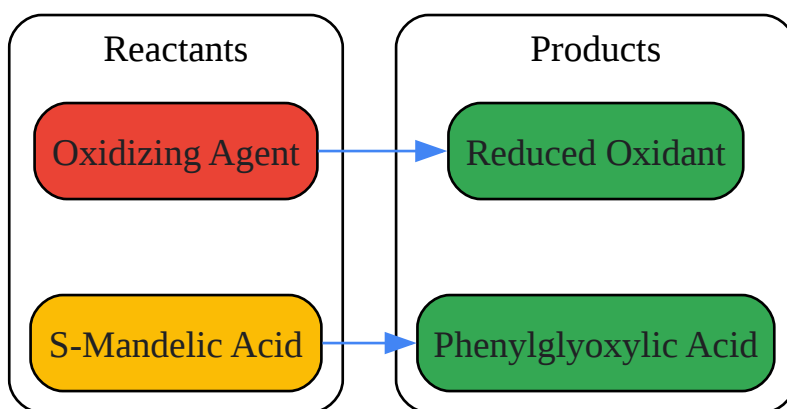 Reactants
Products
Oxidizing Agent
Reduced Oxidant
S-Mandelic Acid
Phenylglyoxylic Acid